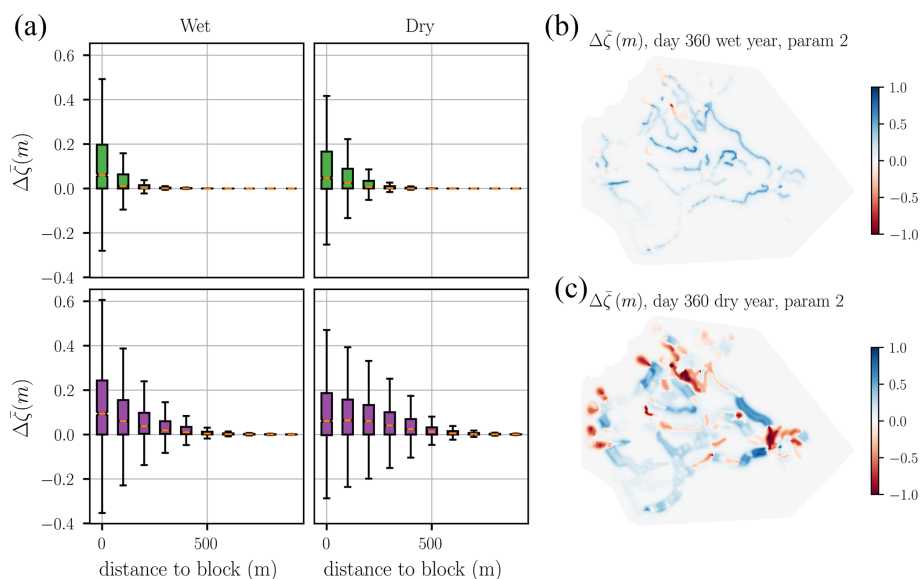 (a)
Wet
Dry
0.6
0.4
0.2
0.0
−0.2
−0.4
Δζ̄(m)
0.6
0.4
0.2
0.0
−0.2
−0.4
Δζ̄(m)
0
500
0
500
distance to block (m)
distance to block (m)
(b)
Δζ̄(m), day 360 wet year, param 2
1.0
0.5
0.0
−0.5
−1.0
(c)
Δζ̄(m), day 360 dry year, param 2
1.0
0.5
0.0
−0.5
−1.0